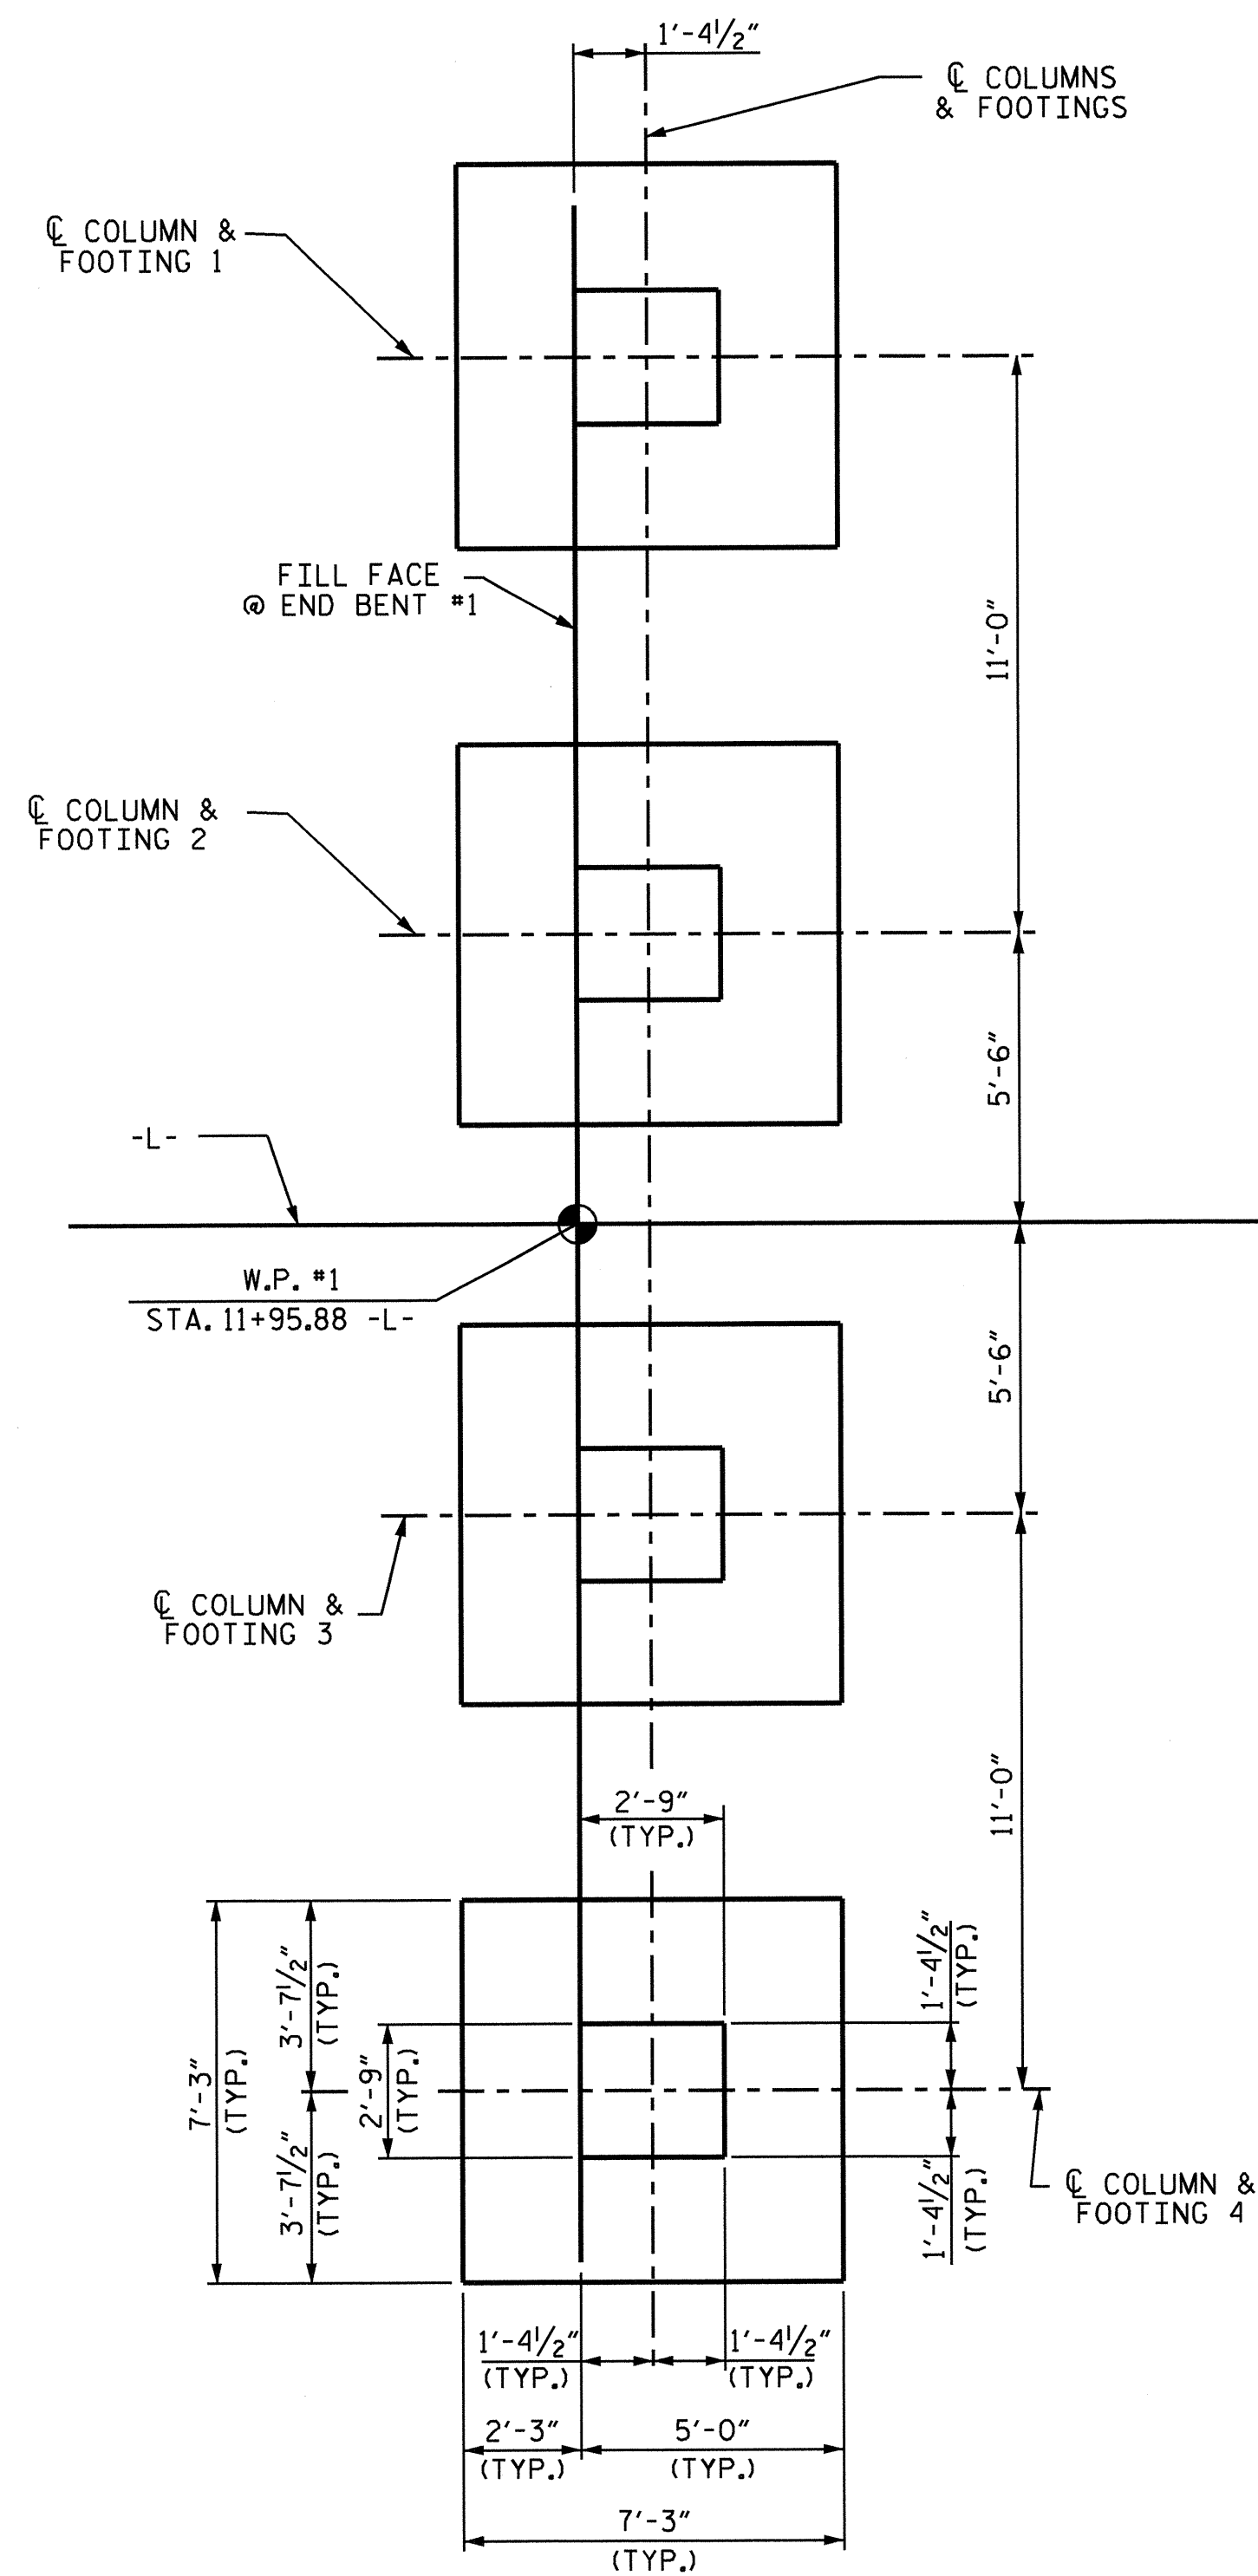 1'-4½"
℄ COLUMNS
& FOOTINGS
℄ COLUMN &
FOOTING 1
FILL FACE
@ END BENT #1
11'-0"
℄ COLUMN &
FOOTING 2
5'-6"
-L-
W.P. #1
STA. 11+95.88 -L-
5'-6"
℄ COLUMN &
FOOTING 3
11'-0"
2'-9"
(TYP.)
7'-3"
(TYP.)
3'-7½"
(TYP.)
3'-7½"
(TYP.)
2'-9"
(TYP.)
1'-4½"
(TYP.)
1'-4½"
(TYP.)
℄ COLUMN &
FOOTING 4
1'-4½"
(TYP.)
1'-4½"
(TYP.)
2'-3"
(TYP.)
5'-0"
(TYP.)
7'-3"
(TYP.)